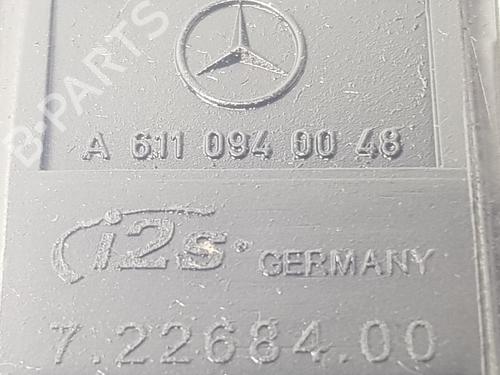 B-PARTS
A 611 094 00 48
i2s GERMANY
7.22684.00